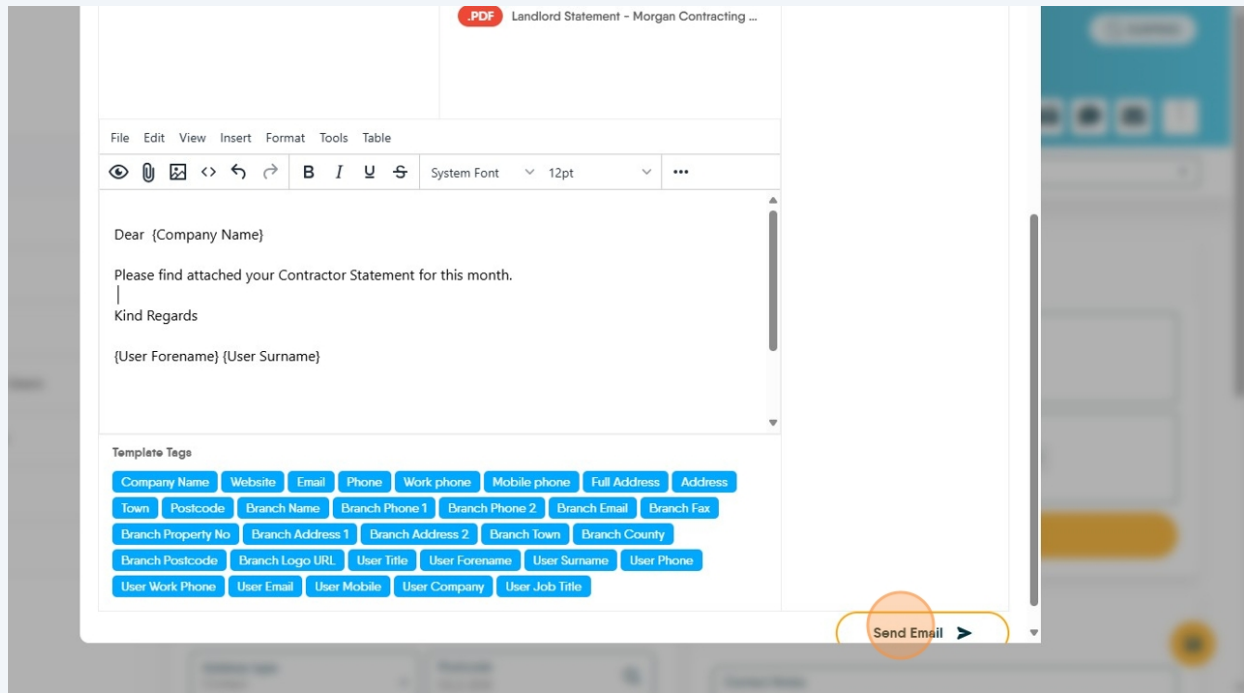 .PDF Landlord Statement - Morgan Contracting ...
File Edit View Insert Format Tools Table
B I U S System Font 12pt ...
Dear {Company Name}
Please find attached your Contractor Statement for this month.
Kind Regards
{User Forename} {User Surname}
Template Tags
Company Name Website Email Phone Work phone Mobile phone Full Address Address
Town Postcode Branch Name Branch Phone 1 Branch Phone 2 Branch Email Branch Fax
Branch Property No Branch Address 1 Branch Address 2 Branch Town Branch County
Branch Postcode Branch Logo URL User Title User Forename User Surname User Phone
User Work Phone User Email User Mobile User Company User Job Title
Send Email